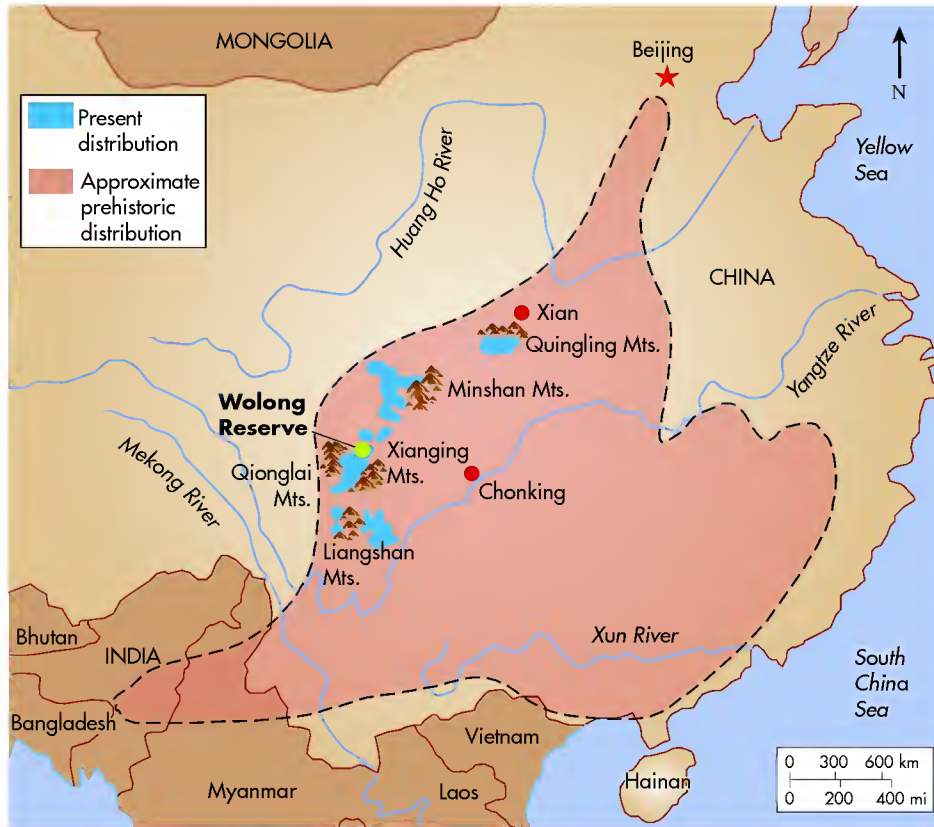 MONGOLIA
Beijing
N
Present
distribution
Approximate
prehistoric
distribution
Yellow
Sea
Huang Ho River
CHINA
Xian
Quingling Mts.
Yangtze River
Minshan Mts.
Wolong
Reserve
Xianging
Mts.
Qionglai
Mts.
Chonking
Mekong River
Liangshan
Mts.
Bhutan
INDIA
Xun River
South
China
Sea
Bangladesh
Vietnam
Myanmar
Laos
Hainan
0 300 600 km
0 200 400 mi